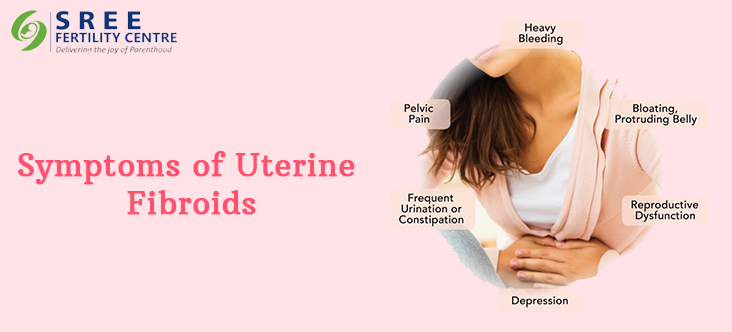 SREE
FERTILITY CENTRE
Delivering the joy of Parenthood
Symptoms of Uterine
Fibroids
Heavy
Bleeding
Pelvic
Pain
Bloating,
Protruding Belly
Frequent
Urination or
Constipation
Reproductive
Dysfunction
Depression